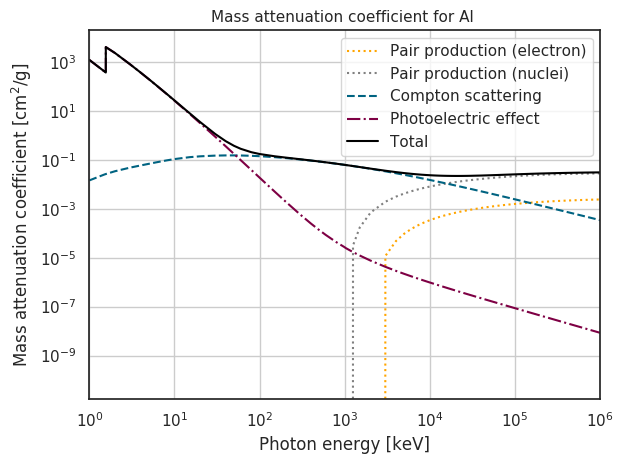 Mass attenuation coefficient for Al
Mass attenuation coefficient [cm²/g]
10³
10¹
10⁻¹
10⁻³
10⁻⁵
10⁻⁷
10⁻⁹
Pair production (electron)
Pair production (nuclei)
Compton scattering
Photoelectric effect
Total
10⁰ 10¹ 10² 10³ 10⁴ 10⁵ 10⁶
Photon energy [keV]